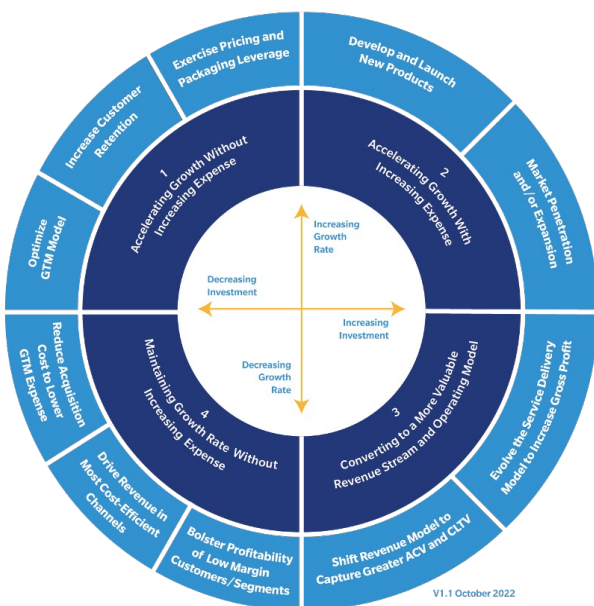 Exercise Pricing and
Packaging Leverage
Develop and Launch
New Products
Increase Customer
Retention
Market Penetration
and/or Expansion
Optimize
GTM Model
1
Accelerating Growth Without
Increasing Expense
2
Accelerating Growth With
Increasing Expense
Increasing
Growth
Rate
Decreasing
Investment
Increasing
Investment
Decreasing
Growth
Rate
4
Maintaining Growth Rate Without
Increasing Expense
3
Converting to a More Valuable
Revenue Stream and Operating Model
Reduce Acquisition
Cost to Lower
GTM Expense
Evolve the Service Delivery
Model to Increase Gross Profit
Drive Revenue in
Most Cost-Efficient
Channels
Bolster Profitability
of Low Margin
Customers/Segments
Shift Revenue Model to
Capture Greater ACV and CLTV
V1.1 October 2022